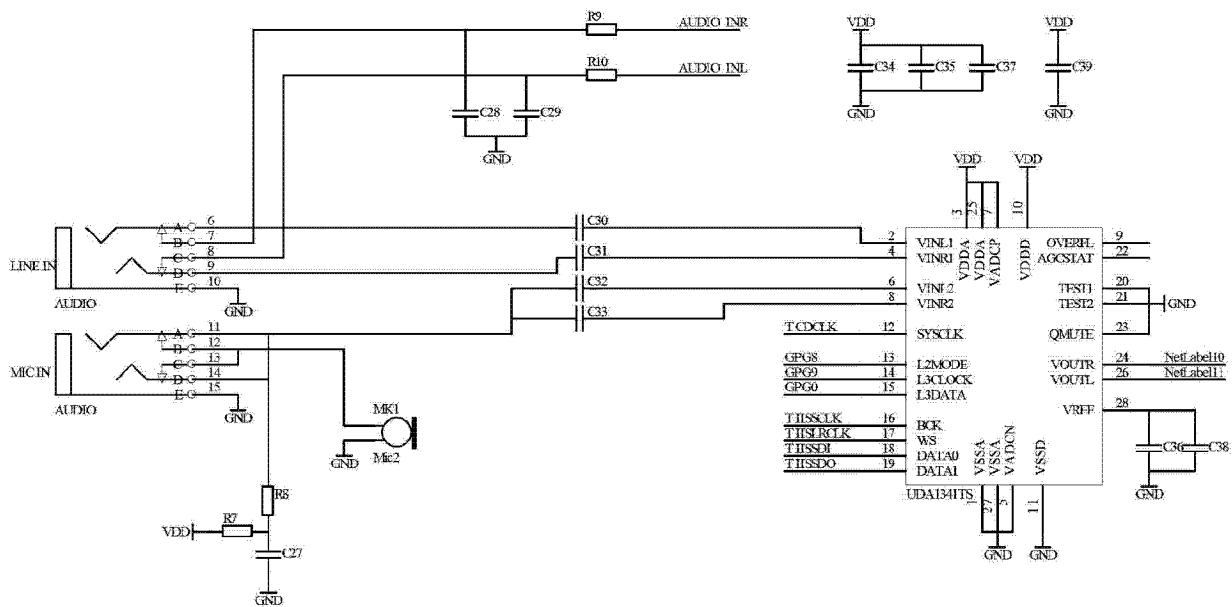 R9
AUDIO INR
R10
AUDIO INL
C28
C29
GND
VDD
C34
C35
C37
GND
VDD
C39
GND
LINE IN
AUDIO
A 6
B 7
C 8
D 9
E 10
GND
MIC IN
AUDIO
A 11
B 12
C 13
D 14
E 15
GND
C30
C31
C32
C33
MK1
Mic2
GND
R8
R7
VDD
C27
GND
VDD
VDD
3
25
7
10
VDDA
VDDA
VADCP
VDDD
2 VINL1
4 VINR1
6 VINL2
8 VINR2
12 SYSCLK
GPG8 13 L2MODE
GPG9 14 L3CLOCK
GPG0 15 L3DATA
16 BCK
17 WS
18 DATA0
19 DATA1
OVERFL 9
AGCSTAT 22
TEST1 20
TEST2 21
GND
QMUTE 23
VOUTR 24 NetLabel10
VOUTL 26 NetLabel11
VREF 28
C36
C38
GND
VSSA
VSSA
VADCN
VSSD
UDA1341TS
1
27
5
11
GND
GND